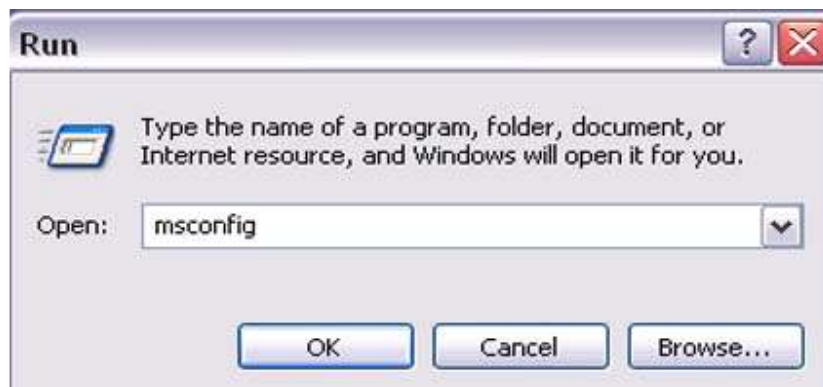 Run
Type the name of a program, folder, document, or
Internet resource, and Windows will open it for you.
Open: msconfig
OK Cancel Browse...